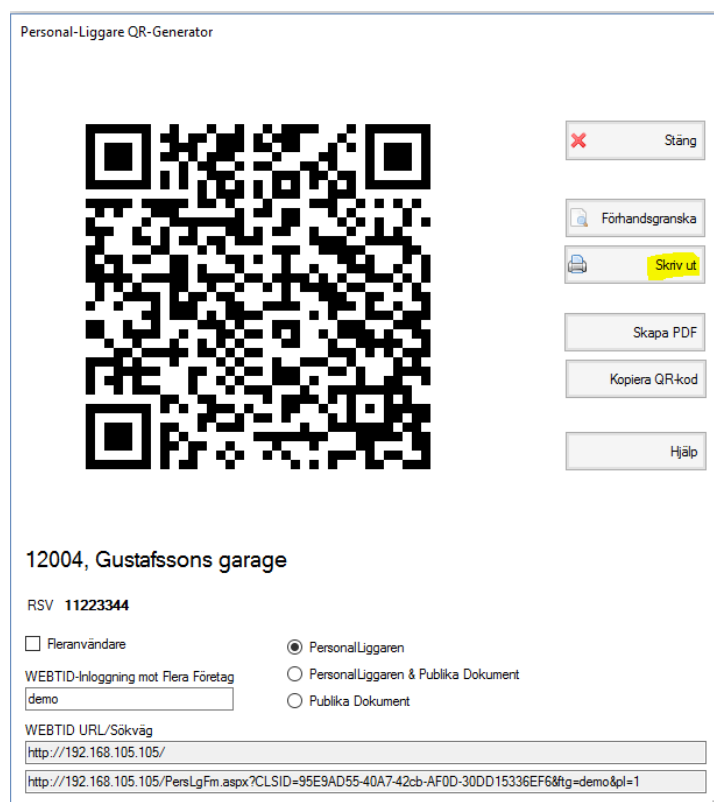 Personal-Liggare QR-Generator
Stäng
Förhandsgranska
Skriv ut
Skapa PDF
Kopiera QR-kod
Hjälp
12004, Gustafssons garage
RSV 11223344
Fleranvändare
PersonalLiggaren
WEBTID-Inloggning mot Flera Företag
PersonalLiggaren & Publika Dokument
demo
Publika Dokument
WEBTID URL/Sökväg
http://192.168.105.105/
http://192.168.105.105/PersLgFm.aspx?CLSID=95E9AD55-40A7-42cb-AF0D-30DD15336EF6&ftg=demo&pl=1